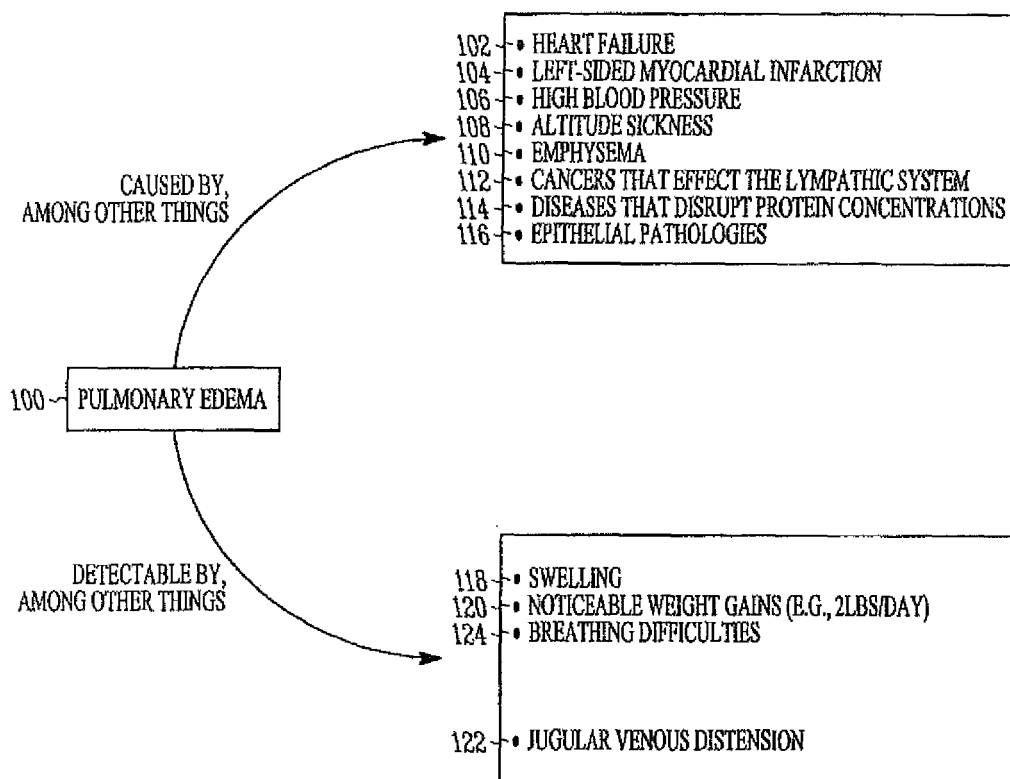 102 • HEART FAILURE
104 • LEFT-SIDED MYOCARDIAL INFARCTION
106 • HIGH BLOOD PRESSURE
108 • ALTITUDE SICKNESS
110 • EMPHYSEMA
112 • CANCERS THAT EFFECT THE LYMPATHIC SYSTEM
114 • DISEASES THAT DISRUPT PROTEIN CONCENTRATIONS
116 • EPITHELIAL PATHOLOGIES
CAUSED BY,
AMONG OTHER THINGS
100 PULMONARY EDEMA
DETECTABLE BY,
AMONG OTHER THINGS
118 • SWELLING
120 • NOTICEABLE WEIGHT GAINS (E.G., 2LBS/DAY)
124 • BREATHING DIFFICULTIES
122 • JUGULAR VENOUS DISTENSION